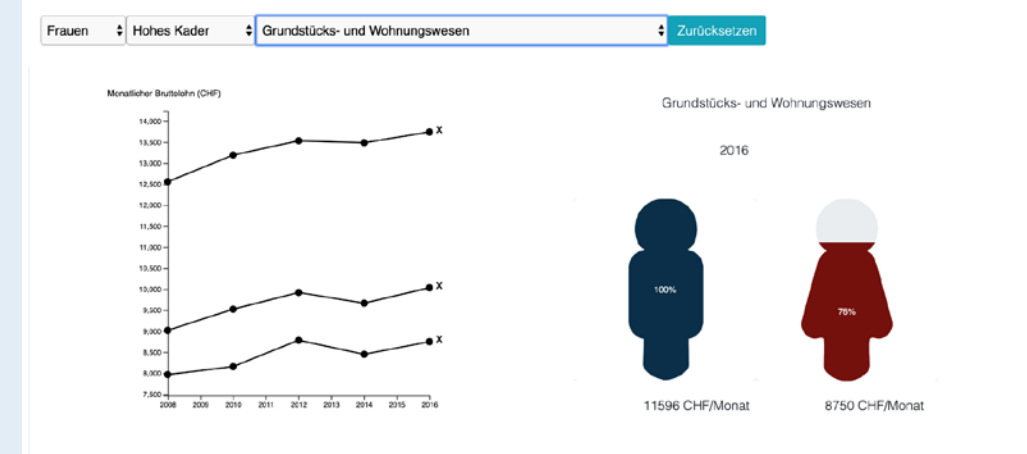 Frauen Hohes Kader Grundstücks- und Wohnungswesen Zurücksetzen
Monatlicher Bruttolohn (CHF)
14,000
13,500
13,000
12,500
12,000
11,500
11,000
10,500
10,000
9,500
9,000
8,500
8,000
7,500
2008 2009 2010 2011 2012 2013 2014 2015 2016
X
X
X
Grundstücks- und Wohnungswesen
2016
100%
76%
11596 CHF/Monat 8750 CHF/Monat